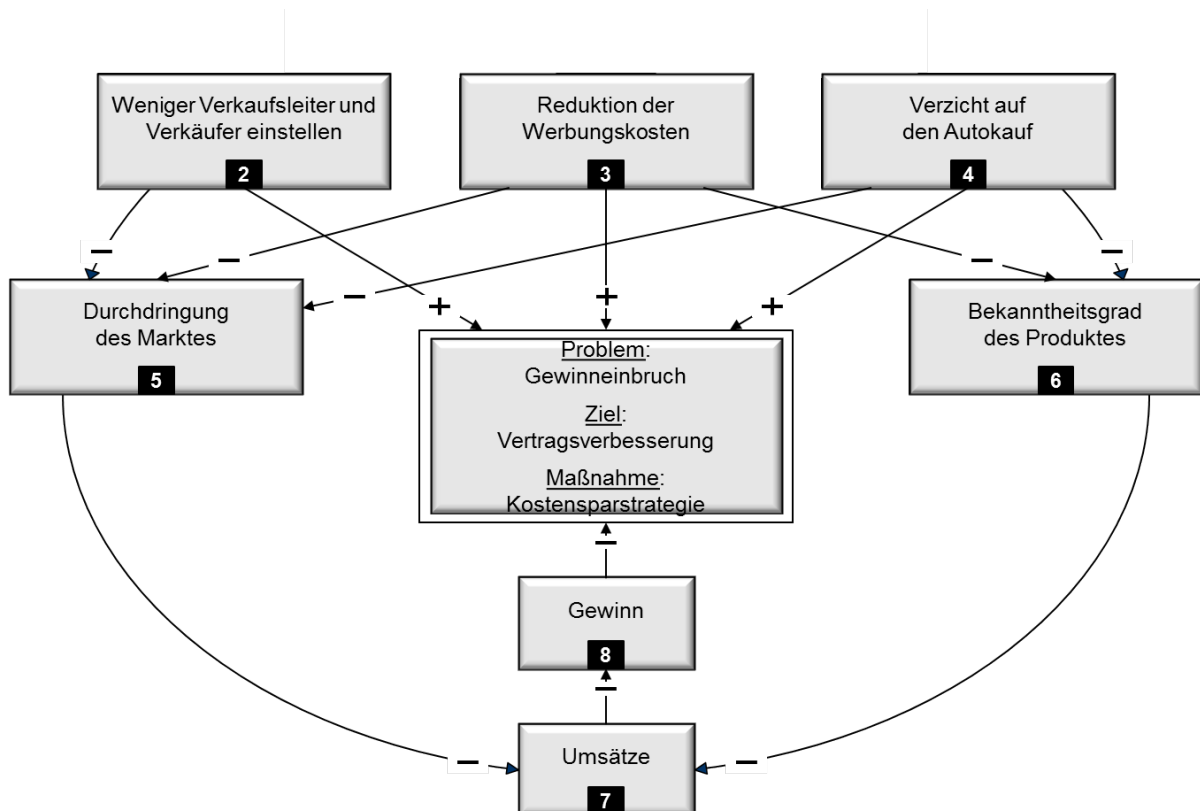 Weniger Verkaufsleiter und
Verkäufer einstellen
2
Reduktion der
Werbungskosten
3
Verzicht auf
den Autokauf
4
−
−
−
−
−
+
+
+
Durchdringung
des Marktes
5
Problem:
Gewinneinbruch
Ziel:
Vertragsverbesserung
Maßnahme:
Kostensparstrategie
Bekanntheitsgrad
des Produktes
6
−
Gewinn
8
−
Umsätze
7
−
−